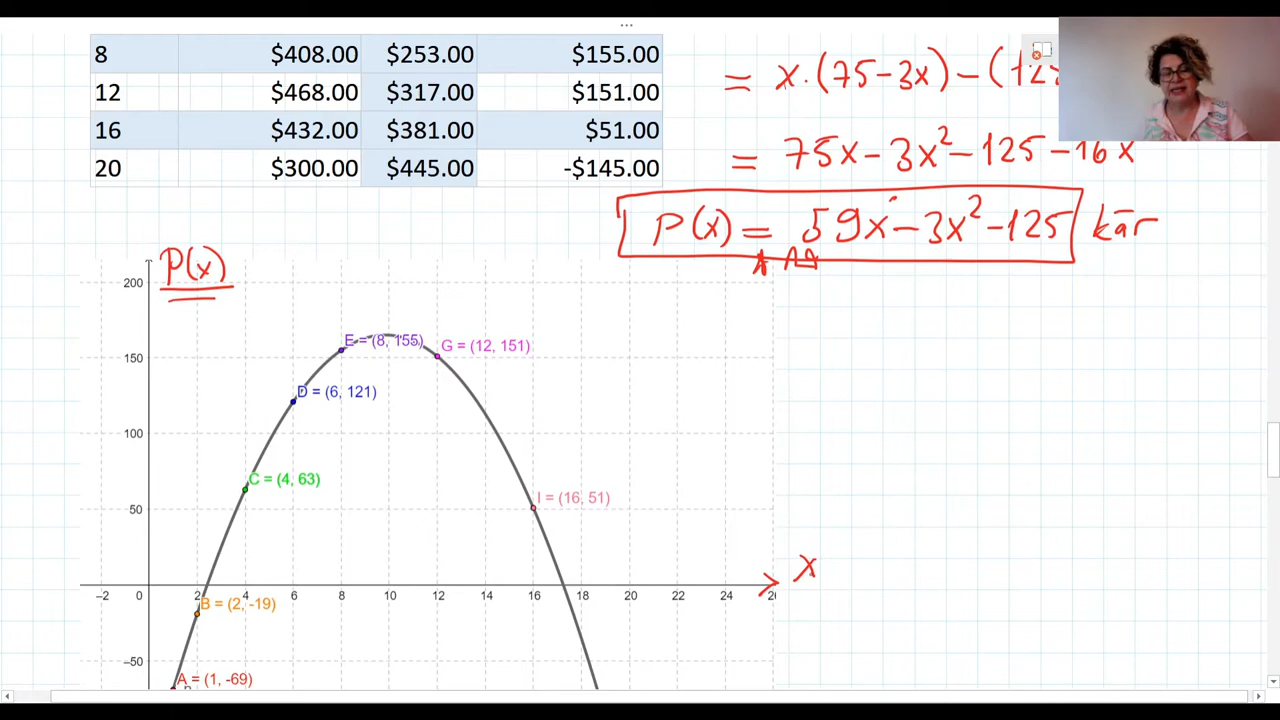 8 $408.00 $253.00 $155.00
12 $468.00 $317.00 $151.00
16 $432.00 $381.00 $51.00
20 $300.00 $445.00 -$145.00
= x.(75-3x)-(125
= 75x-3x²-125-16x
P(x)= 59x-3x²-125 kâr
P(x)
200
150
100
50
-50
E = (8, 155)
G = (12, 151)
D = (6, 121)
C = (4, 63)
I = (16, 51)
x
-2 0 2 4 6 8 10 12 14 16 18 20 22 24
B = (2, -19)
A = (1, -69)